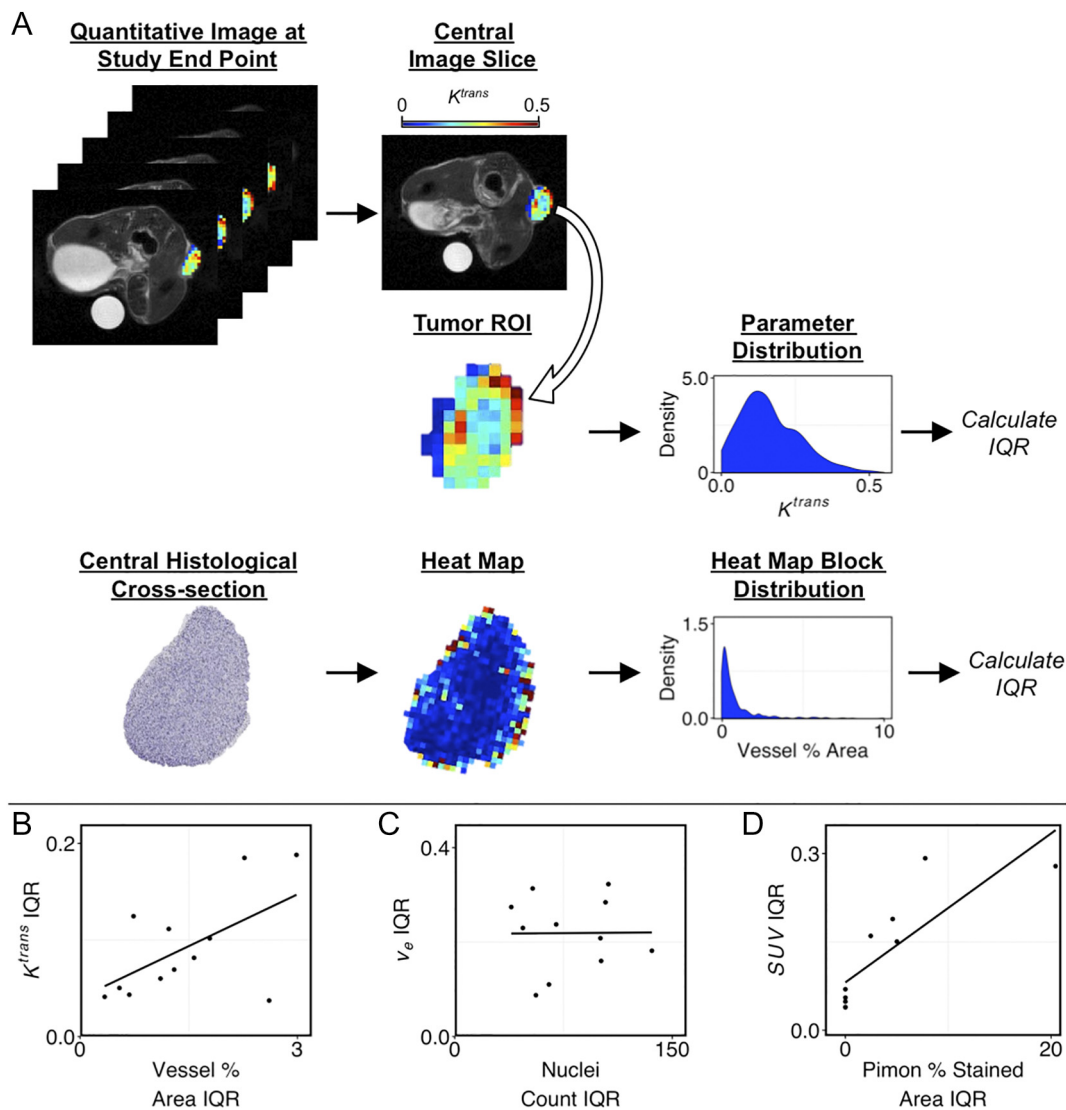 A
Quantitative Image at
Study End Point
Central
Image Slice
K^trans
0 0.5
Tumor ROI
Parameter
Distribution
5.0
Density
0
0.0 0.5
K^trans
Calculate
IQR
Central Histological
Cross-section
Heat Map
Heat Map Block
Distribution
1.5
Density
0.0
0 10
Vessel % Area
Calculate
IQR
B
0.2
K^trans IQR
0.0
0 3
Vessel %
Area IQR
C
0.4
v_e IQR
0.0
0 150
Nuclei
Count IQR
D
0.3
SUV IQR
0.0
0 20
Pimon % Stained
Area IQR